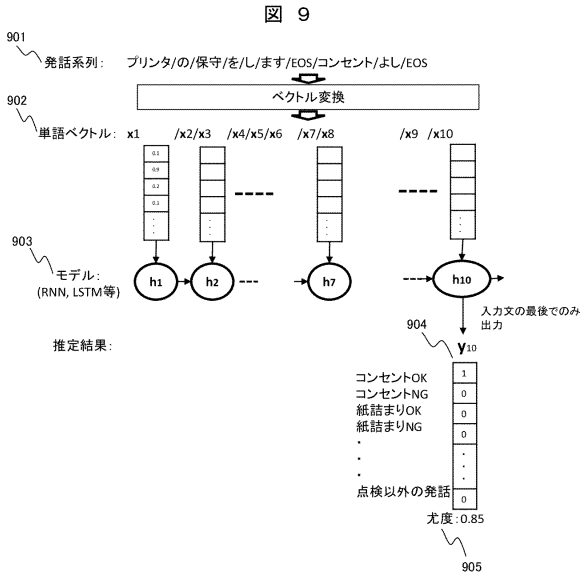 図 9
901
発話系列: プリンタ/の/保守/を/し/ます/EOS/コンセント/よし/EOS
ベクトル変換
902
単語ベクトル: x1 /x2/x3 /x4/x5/x6 /x7/x8 /x9 /x10
0.1
0.9
0.2
0.1
903
モデル:
(RNN, LSTM等)
h1 h2 h7 h10
入力文の最後でのみ
出力
904
推定結果:
y10
コンセントOK 1
コンセントNG 0
紙詰まりOK 0
紙詰まりNG 0
点検以外の発話 0
尤度:0.85
905